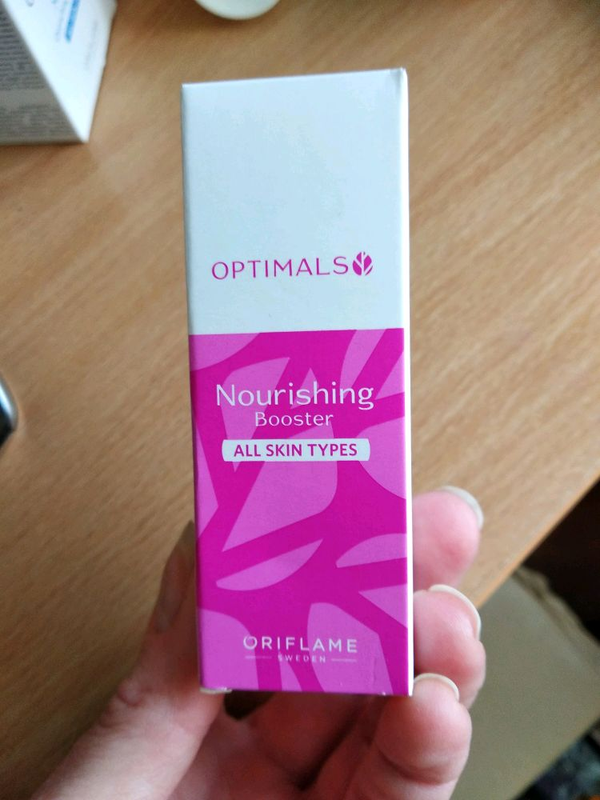 OPTIMALS
Nourishing
Booster
ALL SKIN TYPES
ORIFLAME
SWEDEN